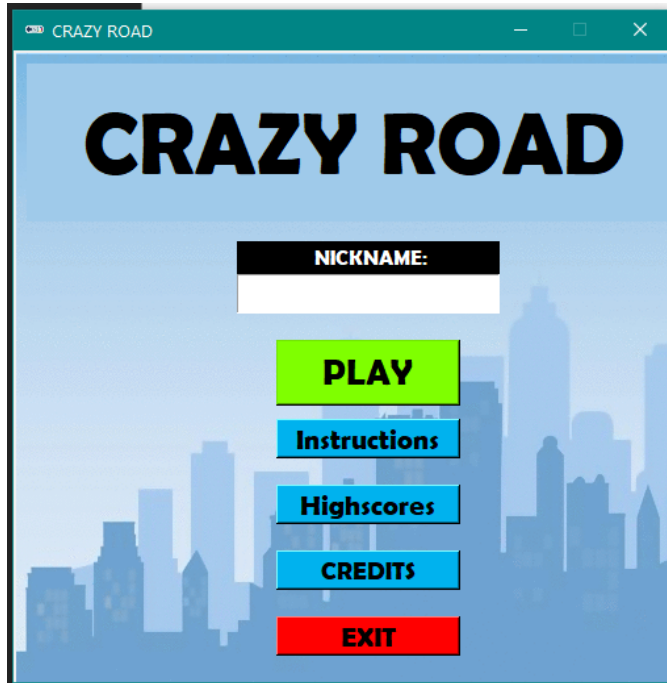 CRAZY ROAD
CRAZY ROAD
NICKNAME:
PLAY
Instructions
Highscores
CREDITS
EXIT